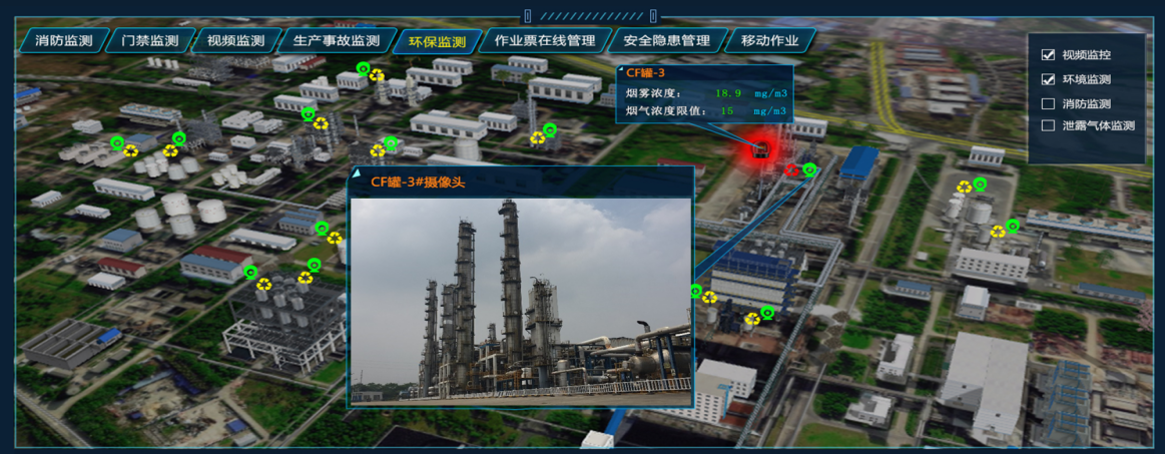 消防监测
门禁监测
视频监测
生产事故监测
环保监测
作业票在线管理
安全隐患管理
移动作业
CF罐-3
烟雾浓度： 18.9 mg/m3
烟气浓度限值： 15 mg/m3
视频监控
环境监测
消防监测
泄露气体监测
CF罐-3#摄像头